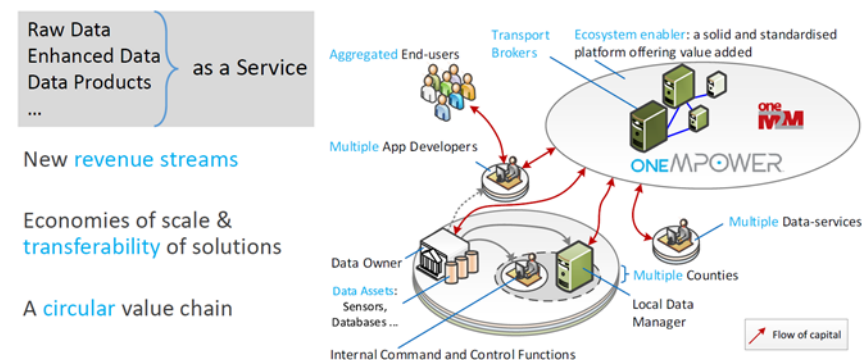 Raw Data
Enhanced Data
Data Products
...
as a Service
New revenue streams
Economies of scale &
transferability of solutions
A circular value chain
Aggregated End-users
Transport
Brokers
Ecosystem enabler: a solid and standardised
platform offering value added
one
M2M
ONEMPOWER
Multiple App Developers
Multiple Data-services
Data Owner
Data Assets:
Sensors,
Databases ...
Multiple Counties
Local Data
Manager
Internal Command and Control Functions
Flow of capital